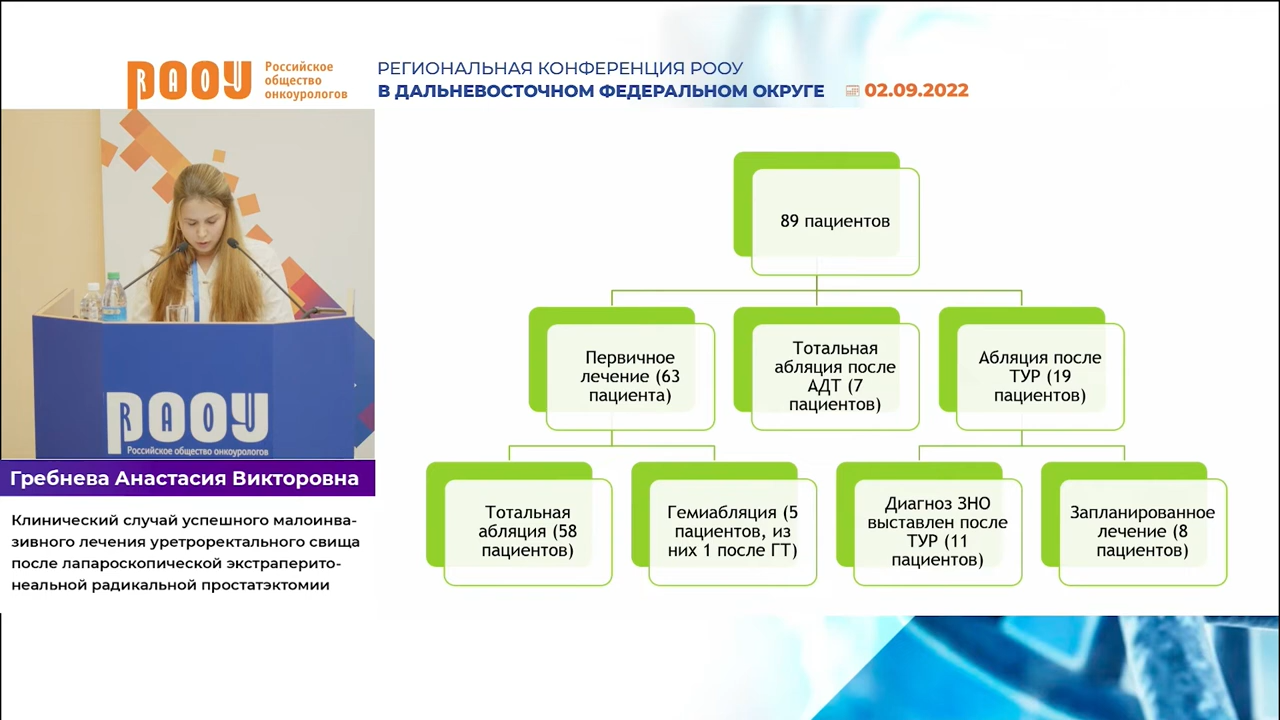 РООУ
RAOU
Российское
общество
онкоурологов
РЕГИОНАЛЬНАЯ КОНФЕРЕНЦИЯ РООУ
В ДАЛЬНЕВОСТОЧНОМ ФЕДЕРАЛЬНОМ ОКРУГЕ
02.09.2022
РООУ
RAOU
Российское общество онкоурологов
Гребнева Анастасия Викторовна
Клинический случай успешного малоинва-
зивного лечения уретроректального свища
после лапароскопической экстраперито-
неальной радикальной простатэктомии
89 пациентов
Первичное
лечение (63
пациента)
Тотальная
абляция после
АДТ (7
пациентов)
Абляция после
ТУР (19
пациентов)
Тотальная
абляция (58
пациентов)
Гемиабляция (5
пациентов, из
них 1 после ГТ)
Диагноз ЗНО
выставлен после
ТУР (11
пациентов)
Запланированное
лечение (8
пациентов)